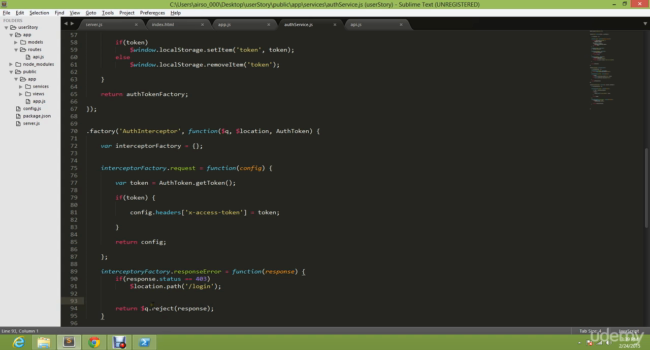 C:\Users\airso_000\Desktop\userStory\public\app\services\authService.js (userStory) - Sublime Text (UNREGISTERED)
File Edit Selection Find View Goto Tools Project Preferences Help
FOLDERS
userStory
app
models
routes
api.js
node_modules
public
app
services
views
app.js
config.js
package.json
server.js
server.js index.html app.js authService.js api.js
57
58 if(token)
59 $window.localStorage.setItem('token', token);
60 else
61 $window.localStorage.removeItem('token');
62
63 }
64
65 return authTokenFactory;
66
67 });
68
69
70 .factory('AuthInterceptor', function($q, $location, AuthToken) {
71
72 var interceptorFactory = {};
73
74
75 interceptorFactory.request = function(config) {
76
77 var token = AuthToken.getToken();
78
79 if(token) {
80
81 config.headers['x-access-token'] = token;
82
83 }
84
85 return config;
86
87 };
88
89 interceptoryFactory.responseError = function(response) {
90 if(response.status == 403)
91 $location.path('/login');
92
93
94 return $q.reject(response);
95 }
96
Line 93, Column 7
Tab Size: 4
JavaScript
udemy
2/24/2015